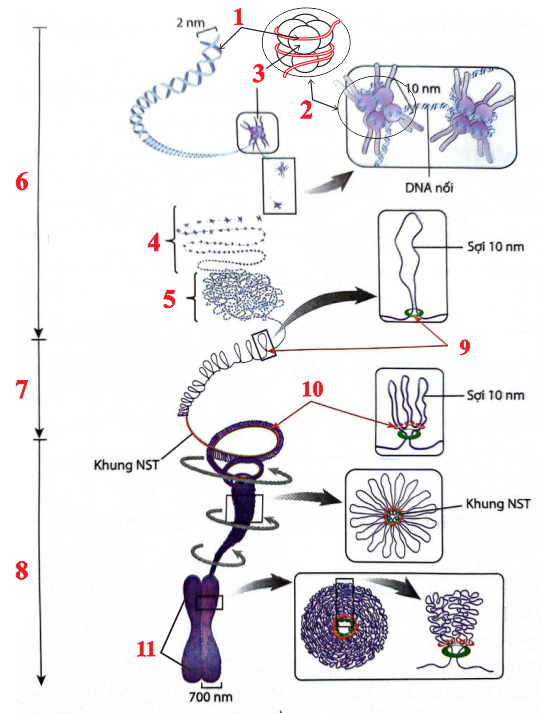 1
2 nm
3
2
10 nm
DNA nối
6
4
5
Sợi 10 nm
9
7
10
Sợi 10 nm
Khung NST
Khung NST
8
11
700 nm